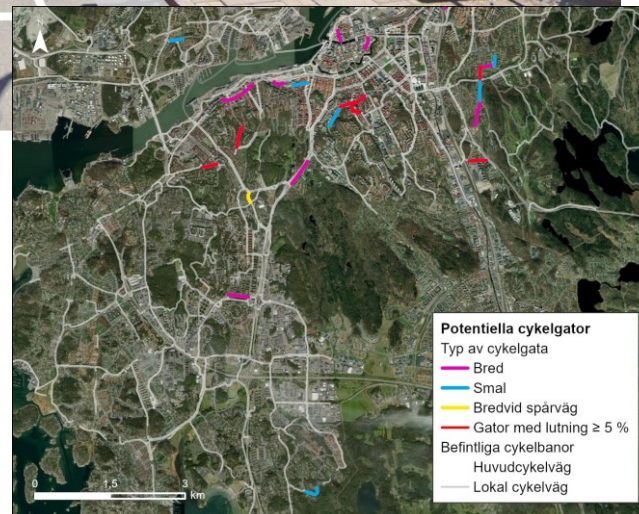 Potentiella cykelgator
Typ av cykelgata
Bred
Smal
Bredvid spårväg
Gator med lutning ≥ 5 %
Befintliga cykelbanor
Huvudcykelväg
Lokal cykelväg
0 1,5 3
km